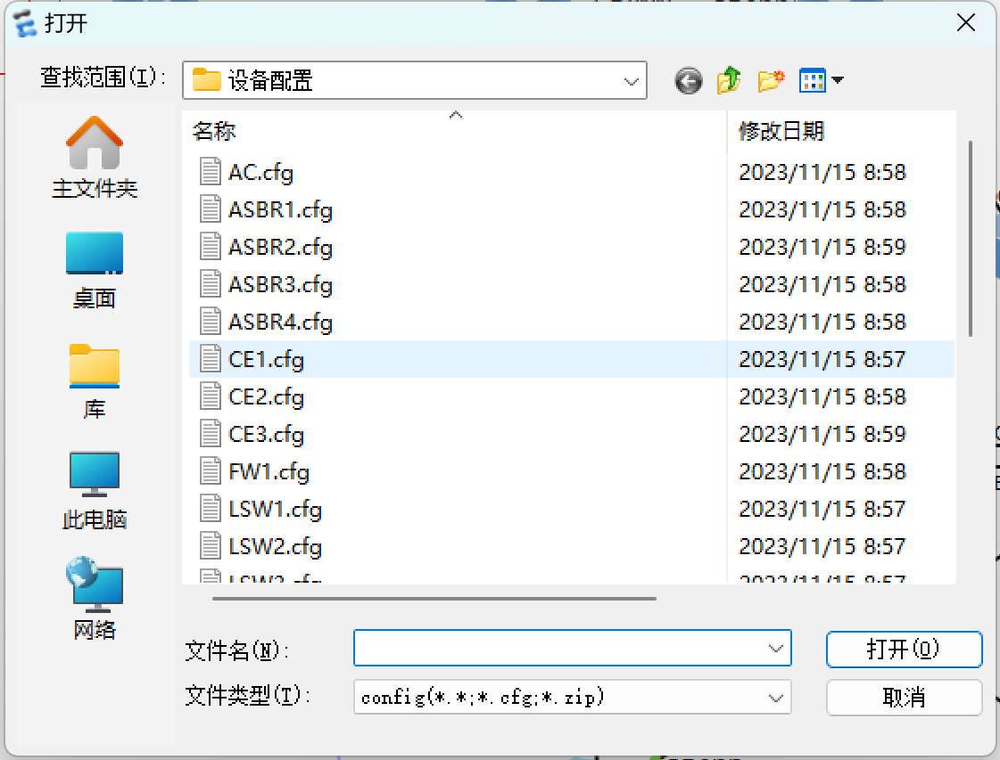 打开
查找范围(I):
设备配置
主文件夹
桌面
库
此电脑
网络
名称 修改日期
AC.cfg 2023/11/15 8:58
ASBR1.cfg 2023/11/15 8:58
ASBR2.cfg 2023/11/15 8:59
ASBR3.cfg 2023/11/15 8:58
ASBR4.cfg 2023/11/15 8:58
CE1.cfg 2023/11/15 8:57
CE2.cfg 2023/11/15 8:58
CE3.cfg 2023/11/15 8:59
FW1.cfg 2023/11/15 8:58
LSW1.cfg 2023/11/15 8:57
LSW2.cfg 2023/11/15 8:57
文件名(N):
打开(O)
文件类型(T):
config(*.*;*.cfg;*.zip)
取消